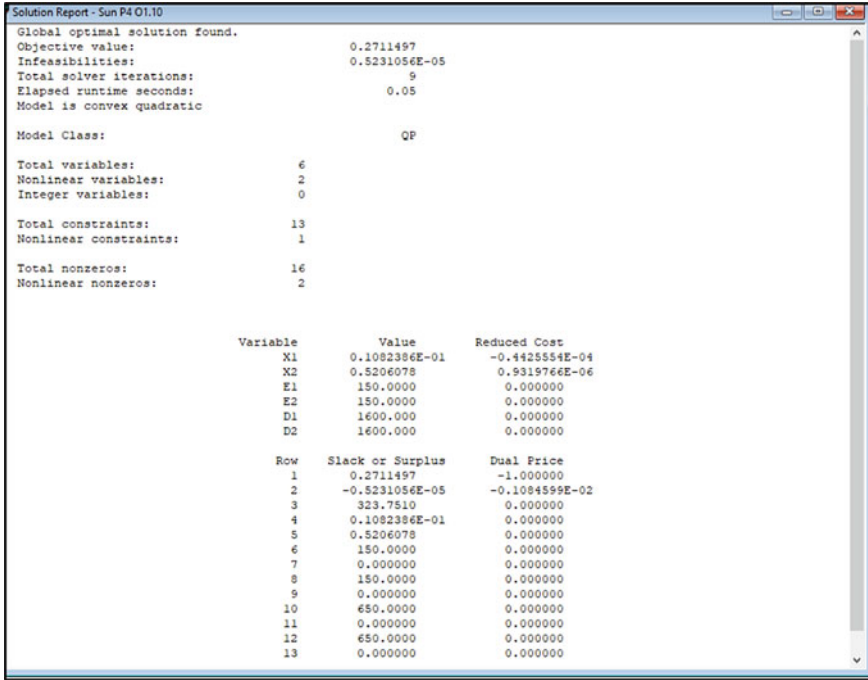 Solution Report - Sun P4 O1.10
Global optimal solution found.
Objective value: 0.2711497
Infeasibilities: 0.5231056E-05
Total solver iterations: 9
Elapsed runtime seconds: 0.05
Model is convex quadratic
Model Class: QP
Total variables: 6
Nonlinear variables: 2
Integer variables: 0
Total constraints: 13
Nonlinear constraints: 1
Total nonzeros: 16
Nonlinear nonzeros: 2
Variable Value Reduced Cost
X1 0.1082386E-01 -0.4425554E-04
X2 0.5206078 0.9319766E-06
E1 150.0000 0.000000
E2 150.0000 0.000000
D1 1600.000 0.000000
D2 1600.000 0.000000
Row Slack or Surplus Dual Price
1 0.2711497 -1.000000
2 -0.5231056E-05 -0.1084599E-02
3 323.7510 0.000000
4 0.1082386E-01 0.000000
5 0.5206078 0.000000
6 150.0000 0.000000
7 0.000000 0.000000
8 150.0000 0.000000
9 0.000000 0.000000
10 650.0000 0.000000
11 0.000000 0.000000
12 650.0000 0.000000
13 0.000000 0.000000